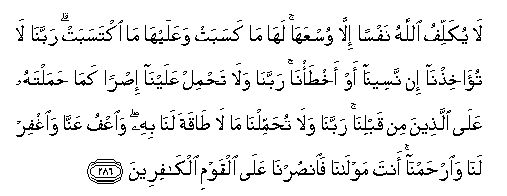 لَا يُكَلِّفُ ٱللَّهُ نَفْسًا إِلَّا وُسْعَهَا ۚ لَهَا مَا كَسَبَتْ وَعَلَيْهَا مَا ٱكْتَسَبَتْ ۗ رَبَّنَا لَا
تُؤَاخِذْنَآ إِن نَّسِينَآ أَوْ أَخْطَأْنَا ۚ رَبَّنَا وَلَا تَحْمِلْ عَلَيْنَآ إِصْرًا كَمَا حَمَلْتَهُۥ
عَلَى ٱلَّذِينَ مِن قَبْلِنَا ۚ رَبَّنَا وَلَا تُحَمِّلْنَا مَا لَا طَاقَةَ لَنَا بِهِۦ ۖ وَٱعْفُ عَنَّا وَٱغْفِرْ
لَنَا وَٱرْحَمْنَآ ۚ أَنتَ مَوْلَىٰنَا فَٱنصُرْنَا عَلَى ٱلْقَوْمِ ٱلْكَـٰفِرِينَ ٢٨٦